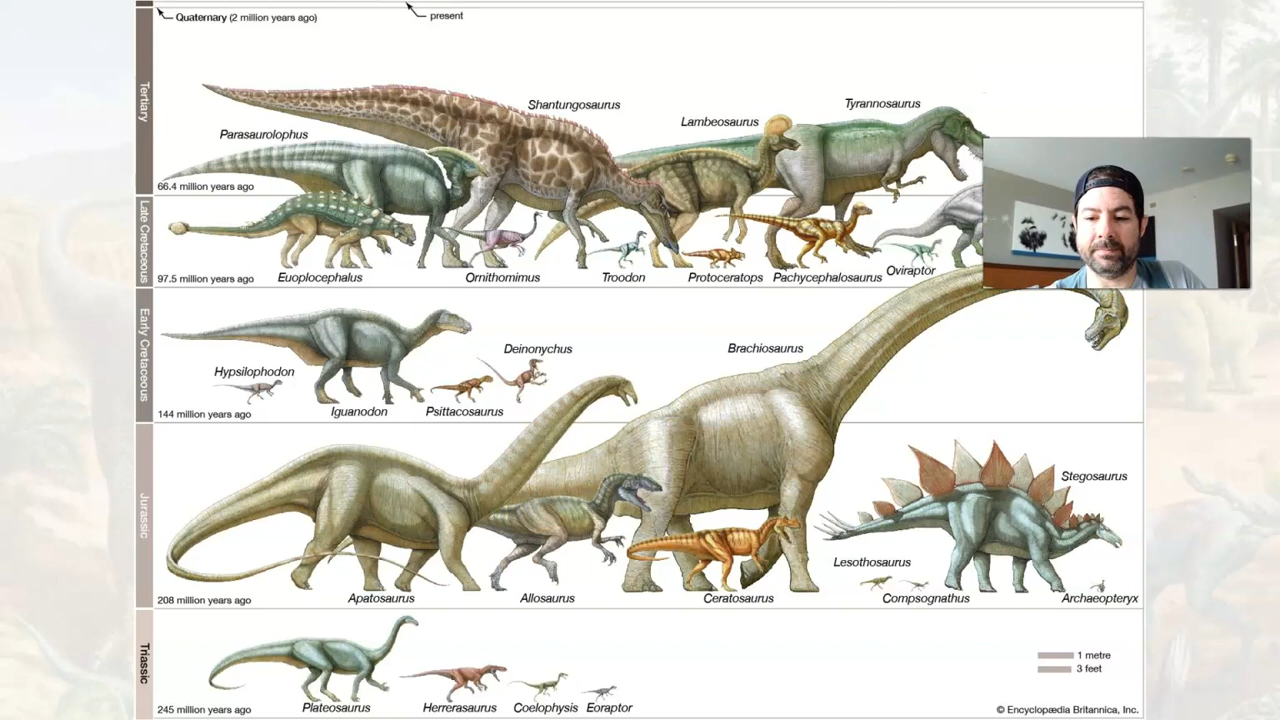 Quaternary (2 million years ago)
present
Tertiary
Shantungosaurus
Tyrannosaurus
Lambeosaurus
Parasaurolophus
66.4 million years ago
Late Cretaceous
Euoplocephalus
Ornithomimus
Troodon
Protoceratops
Pachycephalosaurus
Oviraptor
97.5 million years ago
Early Cretaceous
Deinonychus
Brachiosaurus
Hypsilophodon
Iguanodon
Psittacosaurus
144 million years ago
Jurassic
Stegosaurus
Lesothosaurus
Apatosaurus
Allosaurus
Ceratosaurus
Compsognathus
Archaeopteryx
208 million years ago
Triassic
1 metre
3 feet
Plateosaurus
Herrerasaurus
Coelophysis
Eoraptor
245 million years ago
© Encyclopædia Britannica, Inc.